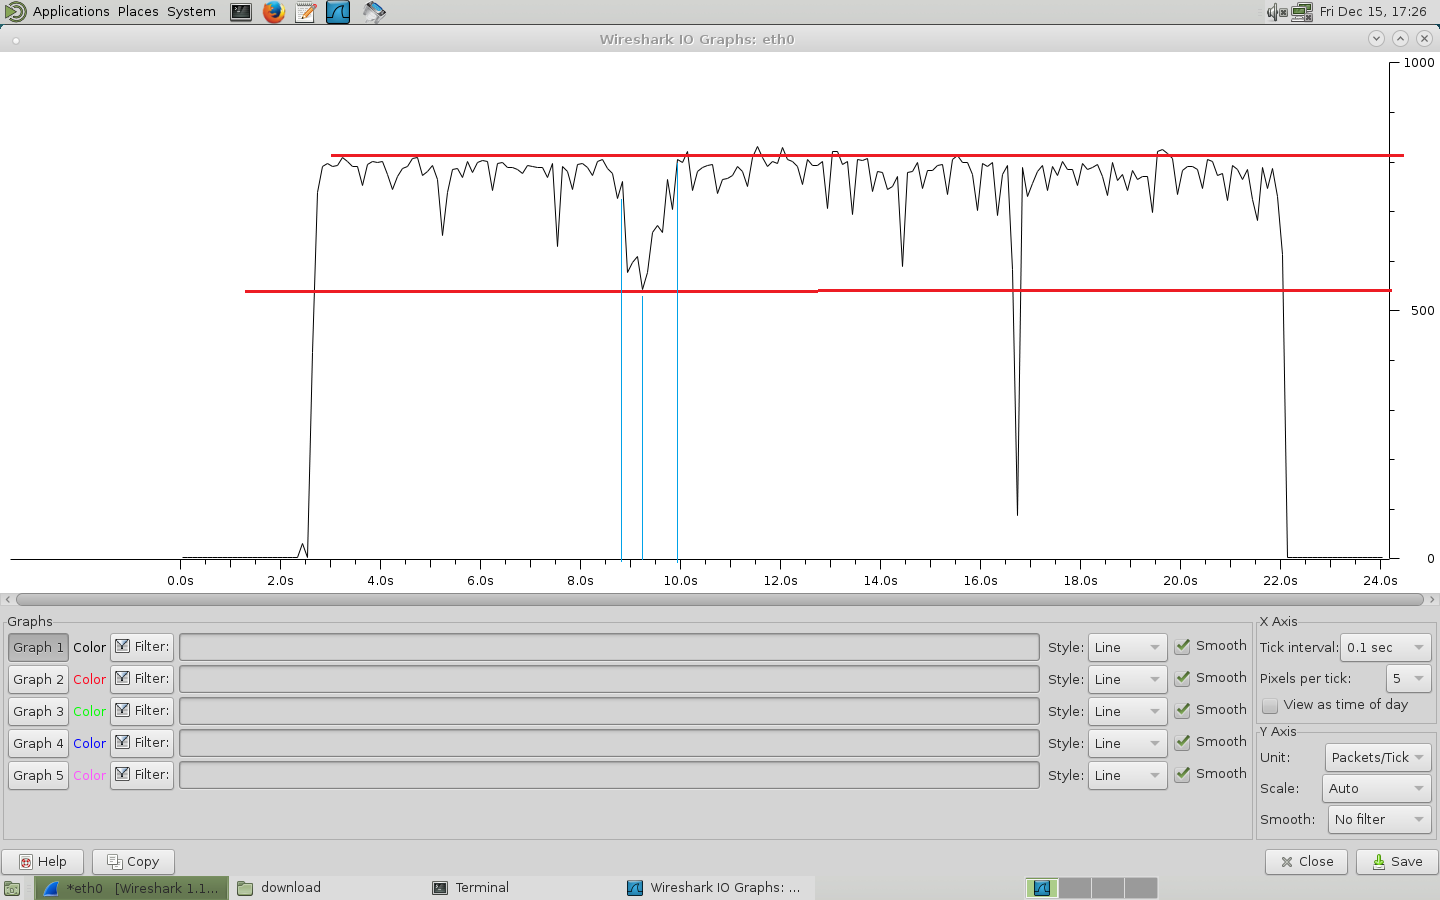 Applications Places System Fri Dec 15, 17:26
Wireshark IO Graphs: eth0
1000
500
0
0.0s 2.0s 4.0s 6.0s 8.0s 10.0s 12.0s 14.0s 16.0s 18.0s 20.0s 22.0s 24.0s
Graphs
Graph 1 Color Filter: Style: Line Smooth
Graph 2 Color Filter: Style: Line Smooth
Graph 3 Color Filter: Style: Line Smooth
Graph 4 Color Filter: Style: Line Smooth
Graph 5 Color Filter: Style: Line Smooth
X Axis
Tick interval: 0.1 sec
Pixels per tick: 5
View as time of day
Y Axis
Unit: Packets/Tick
Scale: Auto
Smooth: No filter
Help Copy Close Save
*eth0 [Wireshark 1.1... download Terminal Wireshark IO Graphs: ...